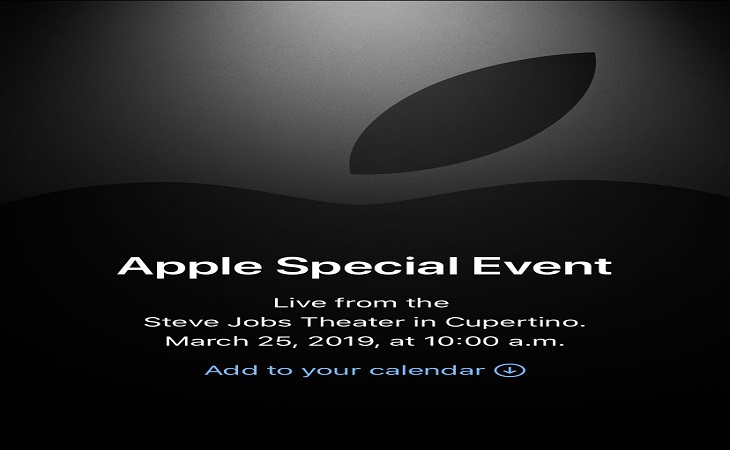 Apple Special Event
Live from the
Steve Jobs Theater in Cupertino.
March 25, 2019, at 10:00 a.m.
Add to your calendar